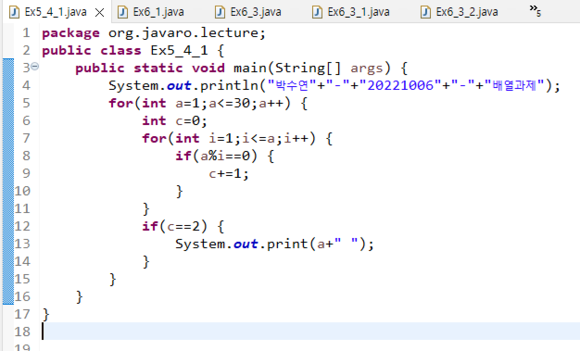 Ex5_4_1.java Ex6_1.java Ex6_3.java Ex6_3_1.java Ex6_3_2.java »5
1 package org.javaro.lecture;
2 public class Ex5_4_1 {
3 public static void main(String[] args) {
4 System.out.println("박수연"+"-"+"20221006"+"-"+"배열과제");
5 for(int a=1;a<=30;a++) {
6 int c=0;
7 for(int i=1;i<=a;i++) {
8 if(a%i==0) {
9 c+=1;
10 }
11 }
12 if(c==2) {
13 System.out.print(a+" ");
14 }
15 }
16 }
17 }
18
19